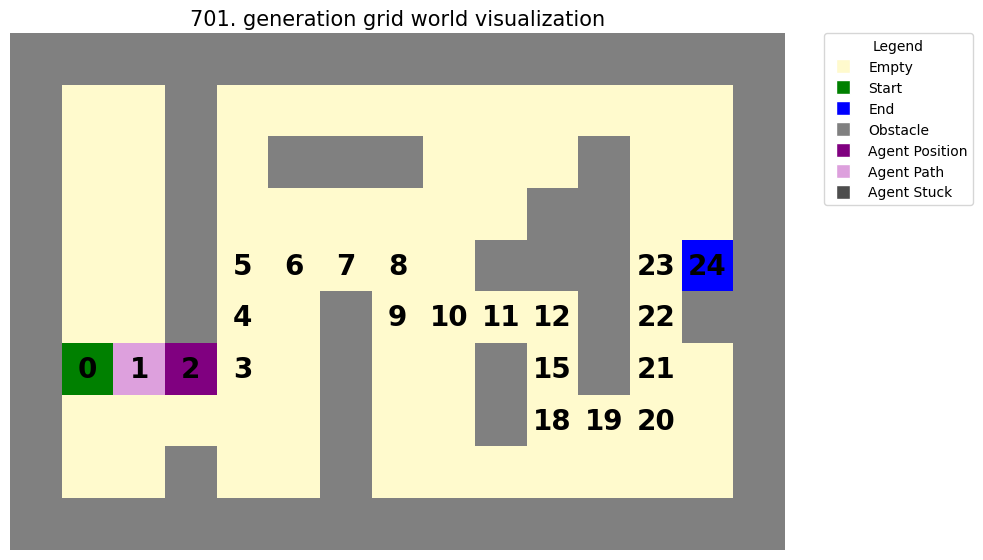 701. generation grid world visualization
Legend
Empty
Start
End
Obstacle
Agent Position
Agent Path
Agent Stuck
5 6 7 8 23 24
4 9 10 11 12 22
0 1 2 3 15 21
18 19 20